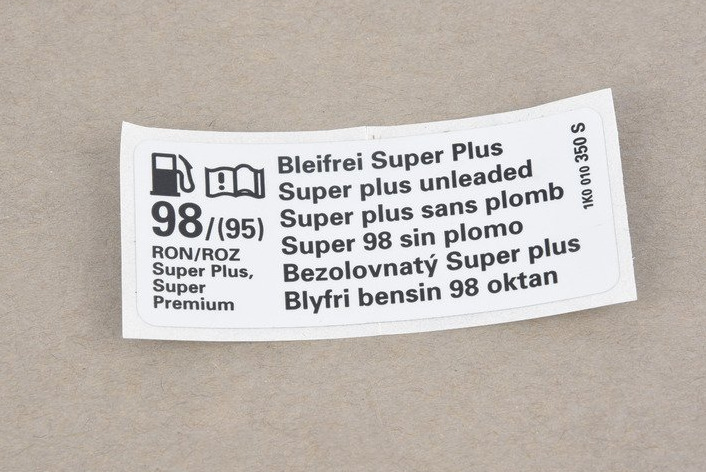 98/(95)
RON/ROZ
Super Plus,
Super
Premium
Bleifrei Super Plus
Super plus unleaded
Super plus sans plomb
Super 98 sin plomo
Bezolovnatý Super plus
Blyfri bensin 98 oktan
1K0 010 350 S